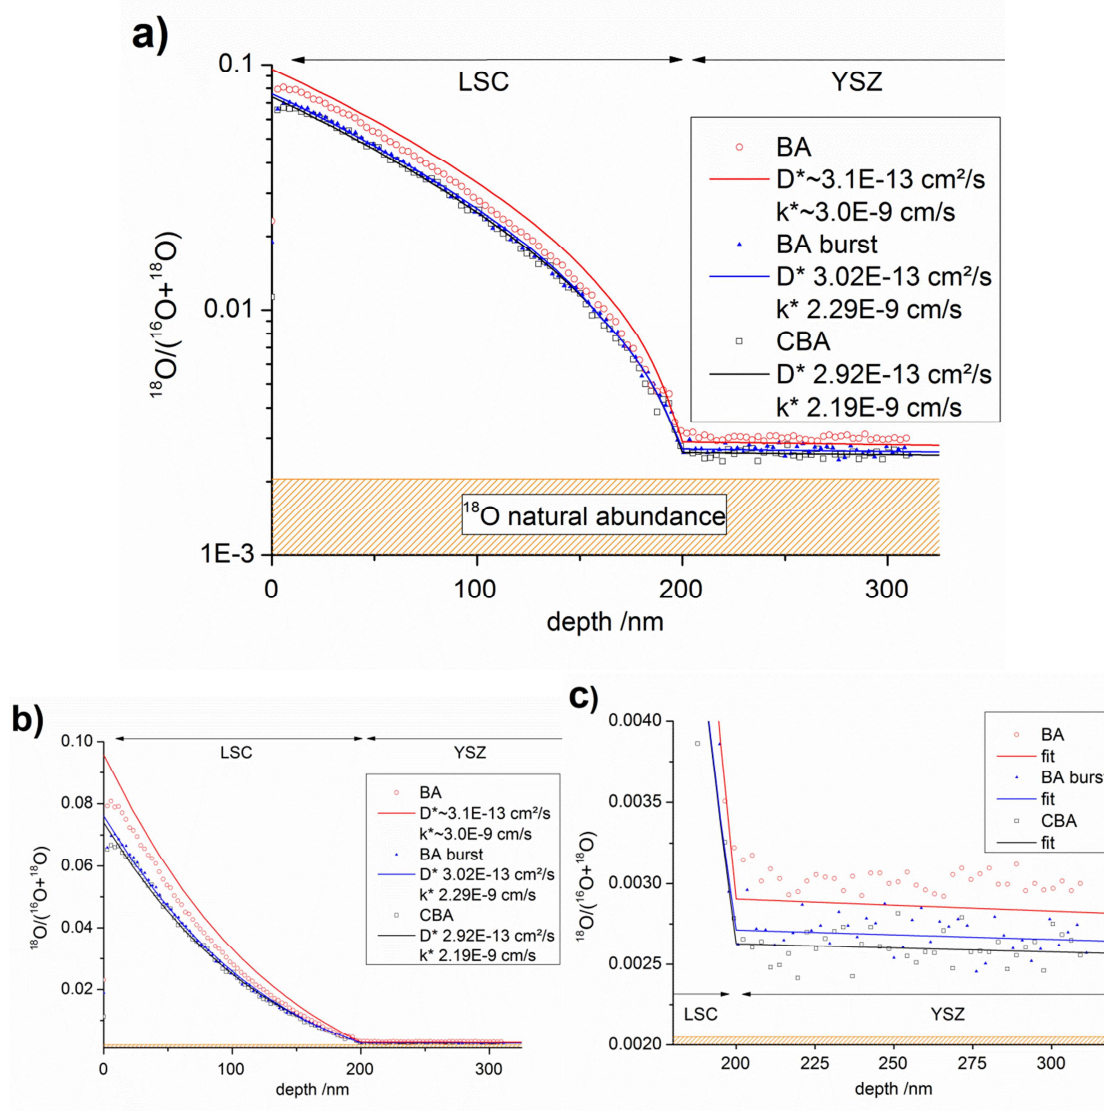 a)
0.1
0.01
1E-3
¹⁸O/(¹⁶O+¹⁸O)
LSC
YSZ
BA
D*~3.1E-13 cm²/s
k*~3.0E-9 cm/s
BA burst
D* 3.02E-13 cm²/s
k* 2.29E-9 cm/s
CBA
D* 2.92E-13 cm²/s
k* 2.19E-9 cm/s
¹⁸O natural abundance
0 100 200 300
depth /nm
b)
0.10
0.08
0.06
0.04
0.02
¹⁸O/(¹⁶O+¹⁸O)
LSC
YSZ
BA
D*~3.1E-13 cm²/s
k*~3.0E-9 cm/s
BA burst
D* 3.02E-13 cm²/s
k* 2.29E-9 cm/s
CBA
D* 2.92E-13 cm²/s
k* 2.19E-9 cm/s
0 100 200 300
depth /nm
c)
0.0040
0.0035
0.0030
0.0025
0.0020
¹⁸O/(¹⁶O+¹⁸O)
BA
fit
BA burst
fit
CBA
fit
LSC
YSZ
200 225 250 275 300
depth /nm